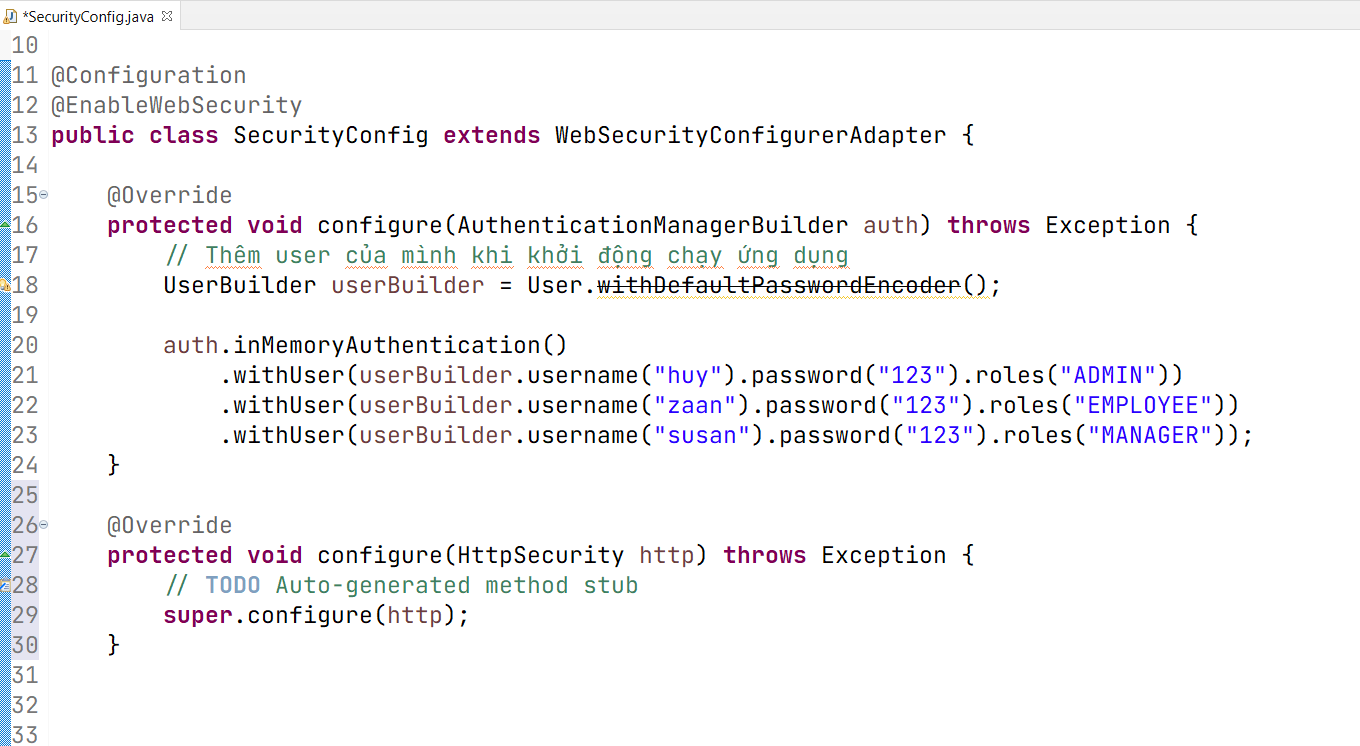 *SecurityConfig.java
10
11 @Configuration
12 @EnableWebSecurity
13 public class SecurityConfig extends WebSecurityConfigurerAdapter {
14
15 @Override
16 protected void configure(AuthenticationManagerBuilder auth) throws Exception {
17 // Thêm user của mình khi khởi động chạy ứng dụng
18 UserBuilder userBuilder = User.withDefaultPasswordEncoder();
19
20 auth.inMemoryAuthentication()
21 .withUser(userBuilder.username("huy").password("123").roles("ADMIN"))
22 .withUser(userBuilder.username("zaan").password("123").roles("EMPLOYEE"))
23 .withUser(userBuilder.username("susan").password("123").roles("MANAGER"));
24 }
25
26 @Override
27 protected void configure(HttpSecurity http) throws Exception {
28 // TODO Auto-generated method stub
29 super.configure(http);
30 }
31
32
33